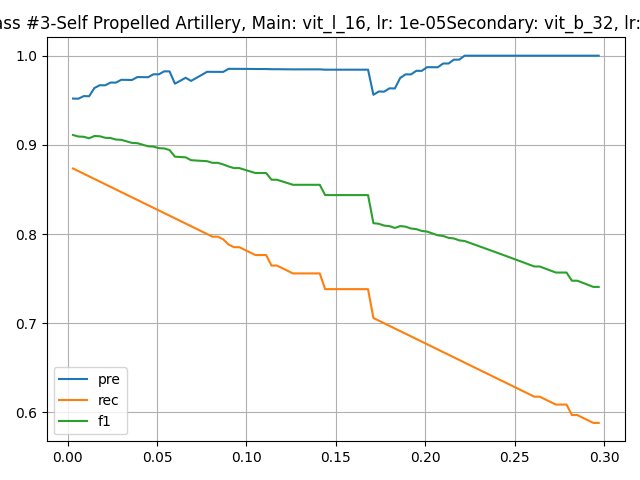 ass #3-Self Propelled Artillery, Main: vit_l_16, lr: 1e-05Secondary: vit_b_32, lr:
1.0
0.9
0.8
0.7
0.6
pre
rec
f1
0.00 0.05 0.10 0.15 0.20 0.25 0.30